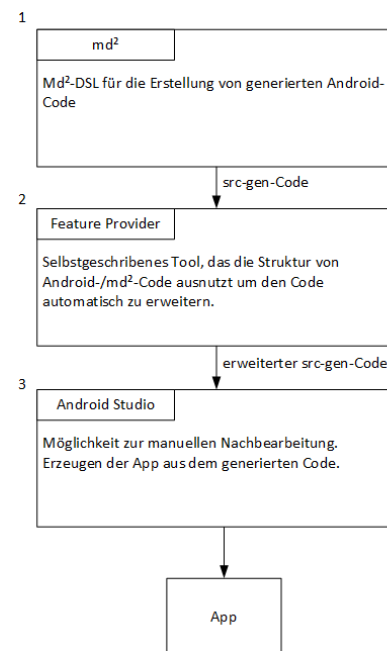 1
md²
Md²-DSL für die Erstellung von generierten Android-
Code
src-gen-Code
2
Feature Provider
Selbstgeschribenes Tool, das die Struktur von
Android-/md²-Code ausnutzt um den Code
automatisch zu erweitern.
erweiterter src-gen-Code
3
Android Studio
Möglichkeit zur manuellen Nachbearbeitung.
Erzeugen der App aus dem generierten Code.
App